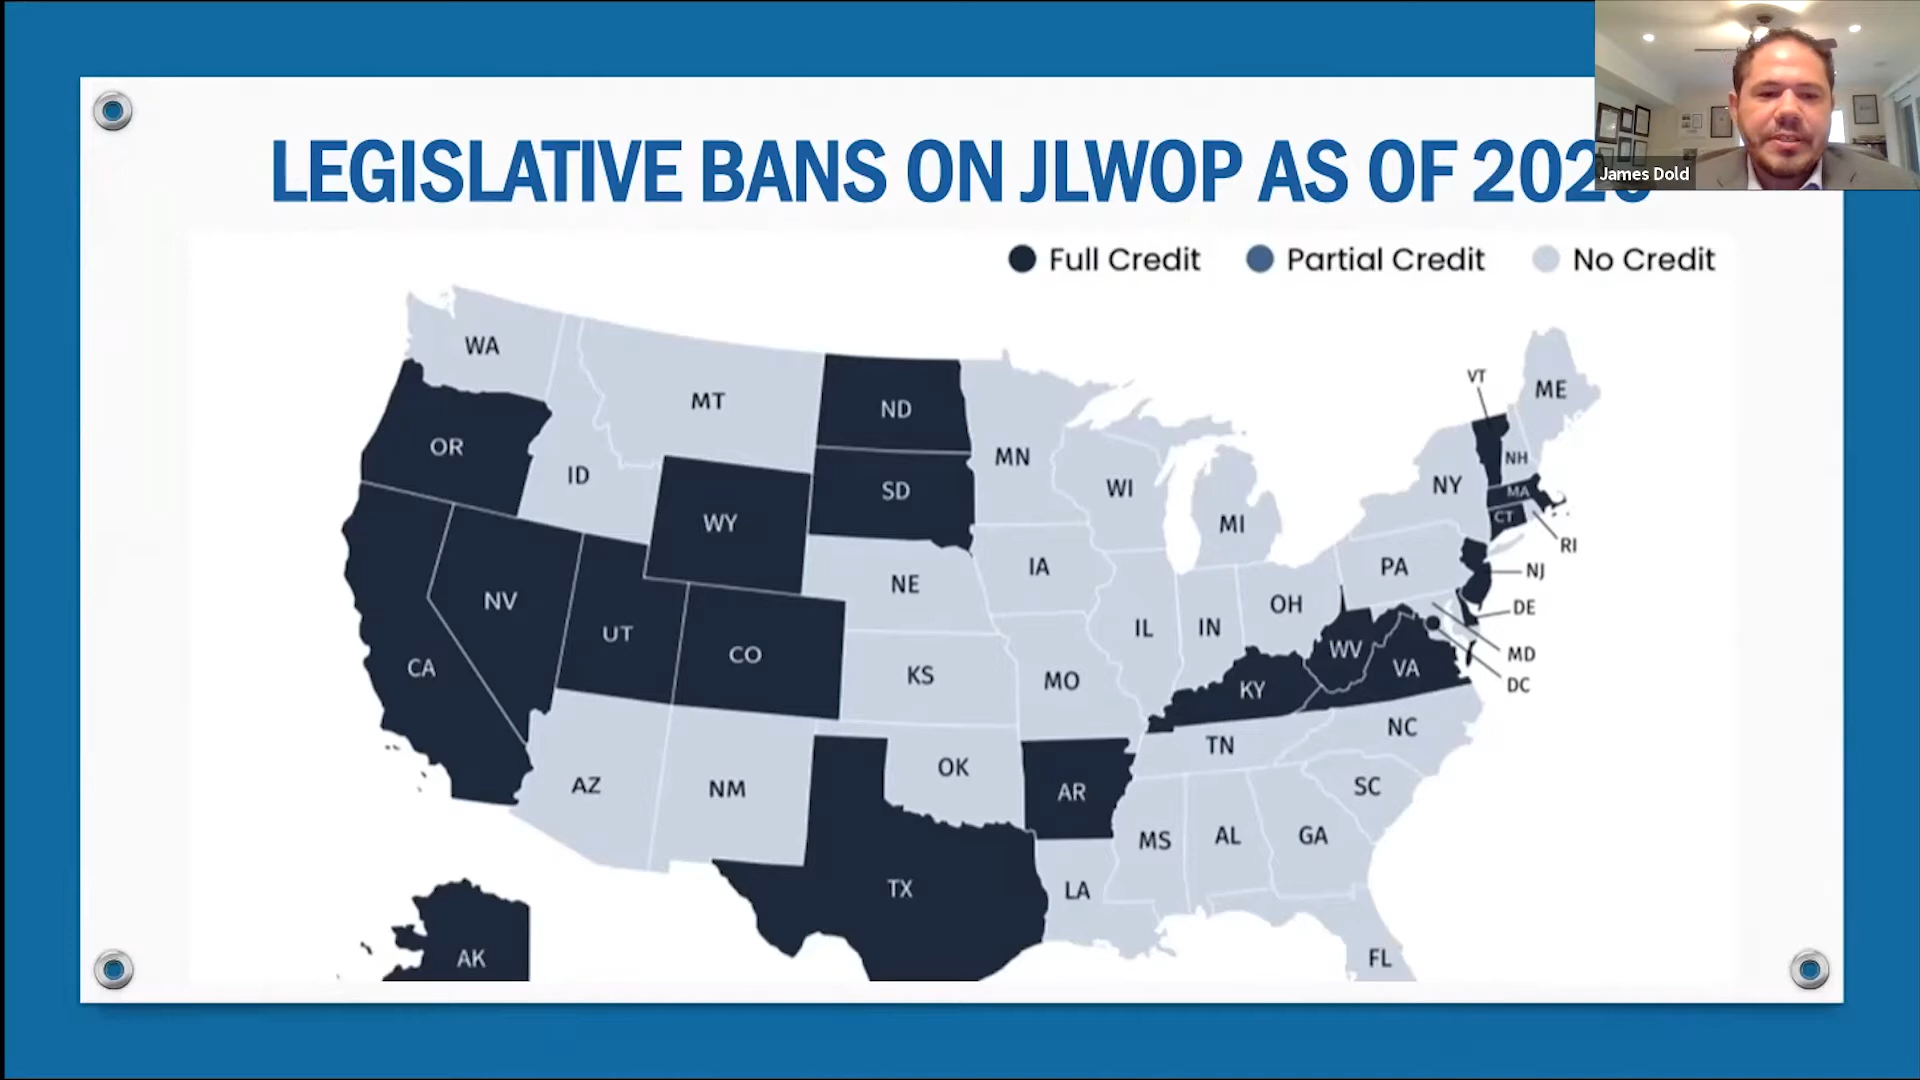 LEGISLATIVE BANS ON JLWOP AS OF
James Dold
Full Credit Partial Credit No Credit
WA
MT
ND
OR
ID
WY
SD
MN
WI
MI
NY
VT
ME
NH
MA
CT
RI
NJ
DE
MD
DC
PA
NE
IA
IL
IN
OH
WV
VA
NV
UT
CO
CA
KS
MO
KY
NC
TN
AZ
NM
OK
AR
SC
MS
AL
GA
TX
LA
AK
FL